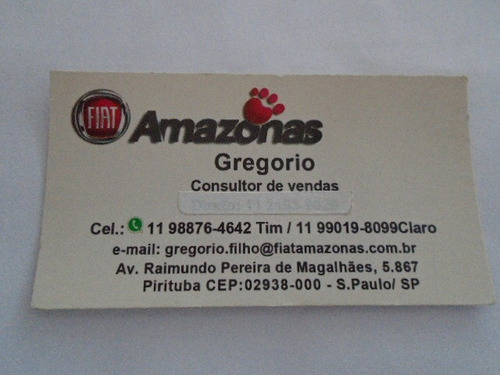 FIAT
Amazonas
Gregorio
Consultor de vendas
Cel.: 11 98876-4642 Tim / 11 99019-8099Claro
e-mail: gregorio.filho@fiatamazonas.com.br
Av. Raimundo Pereira de Magalhães, 5.867
Pirituba CEP:02938-000 - S.Paulo/ SP